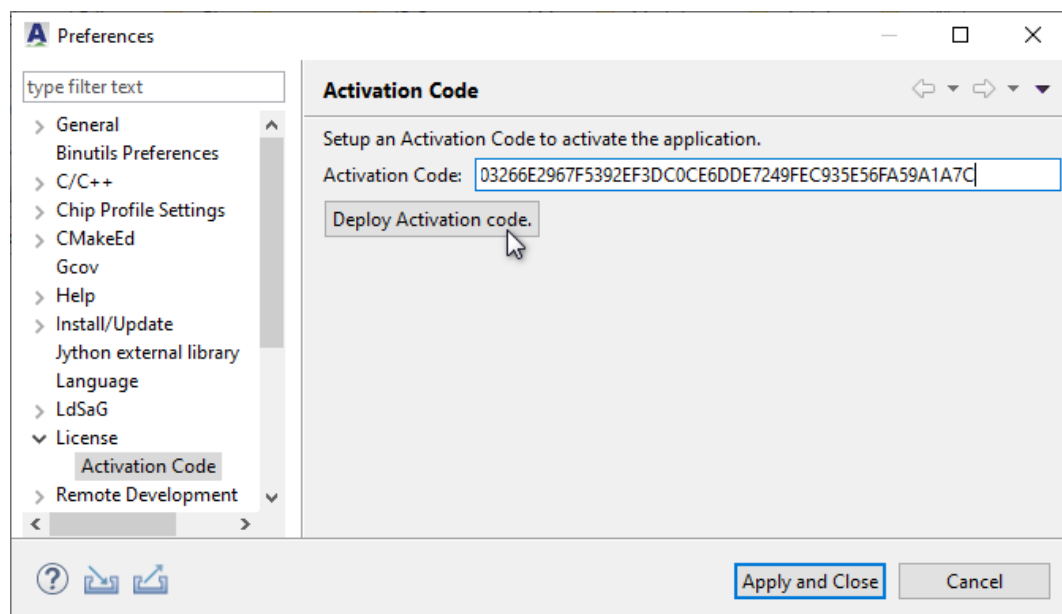 Preferences
type filter text
General
Binutils Preferences
C/C++
Chip Profile Settings
CMakeEd
Gcov
Help
Install/Update
Jython external library
Language
LdSaG
License
Activation Code
Remote Development
Activation Code
Setup an Activation Code to activate the application.
Activation Code: 03266E2967F5392EF3DC0CE6DDE7249FEC935E56FA59A1A7C
Deploy Activation code.
Apply and Close
Cancel